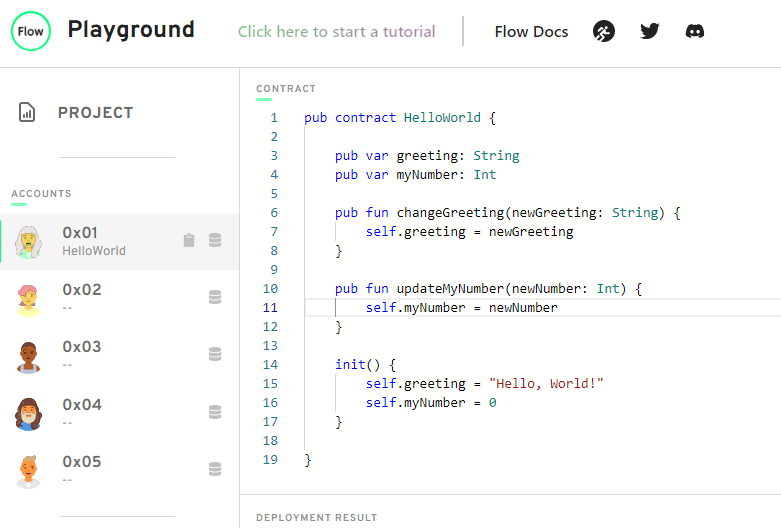 Flow
Playground
Click here to start a tutorial
Flow Docs
PROJECT
ACCOUNTS
0x01
HelloWorld
0x02
--
0x03
--
0x04
--
0x05
--
CONTRACT
1 pub contract HelloWorld {
2
3 pub var greeting: String
4 pub var myNumber: Int
5
6 pub fun changeGreeting(newGreeting: String) {
7 self.greeting = newGreeting
8 }
9
10 pub fun updateMyNumber(newNumber: Int) {
11 self.myNumber = newNumber
12 }
13
14 init() {
15 self.greeting = "Hello, World!"
16 self.myNumber = 0
17 }
18
19 }
DEPLOYMENT RESULT